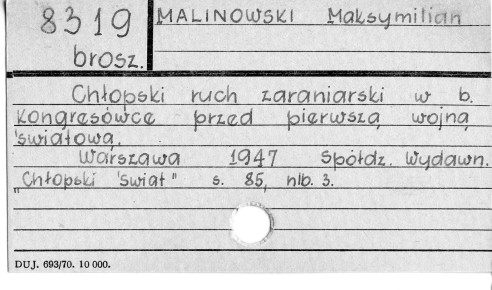 8319
brosz.
MALINOWSKI Maksymilian
Chłopski ruch zaraniarski w b.
Kongresówce przed pierwszą wojną
światową.
Warszawa 1947 Spółdz. Wydawn.
"Chłopski Świat" s. 85, nlb. 3.
DUJ. 693/70. 10 000.